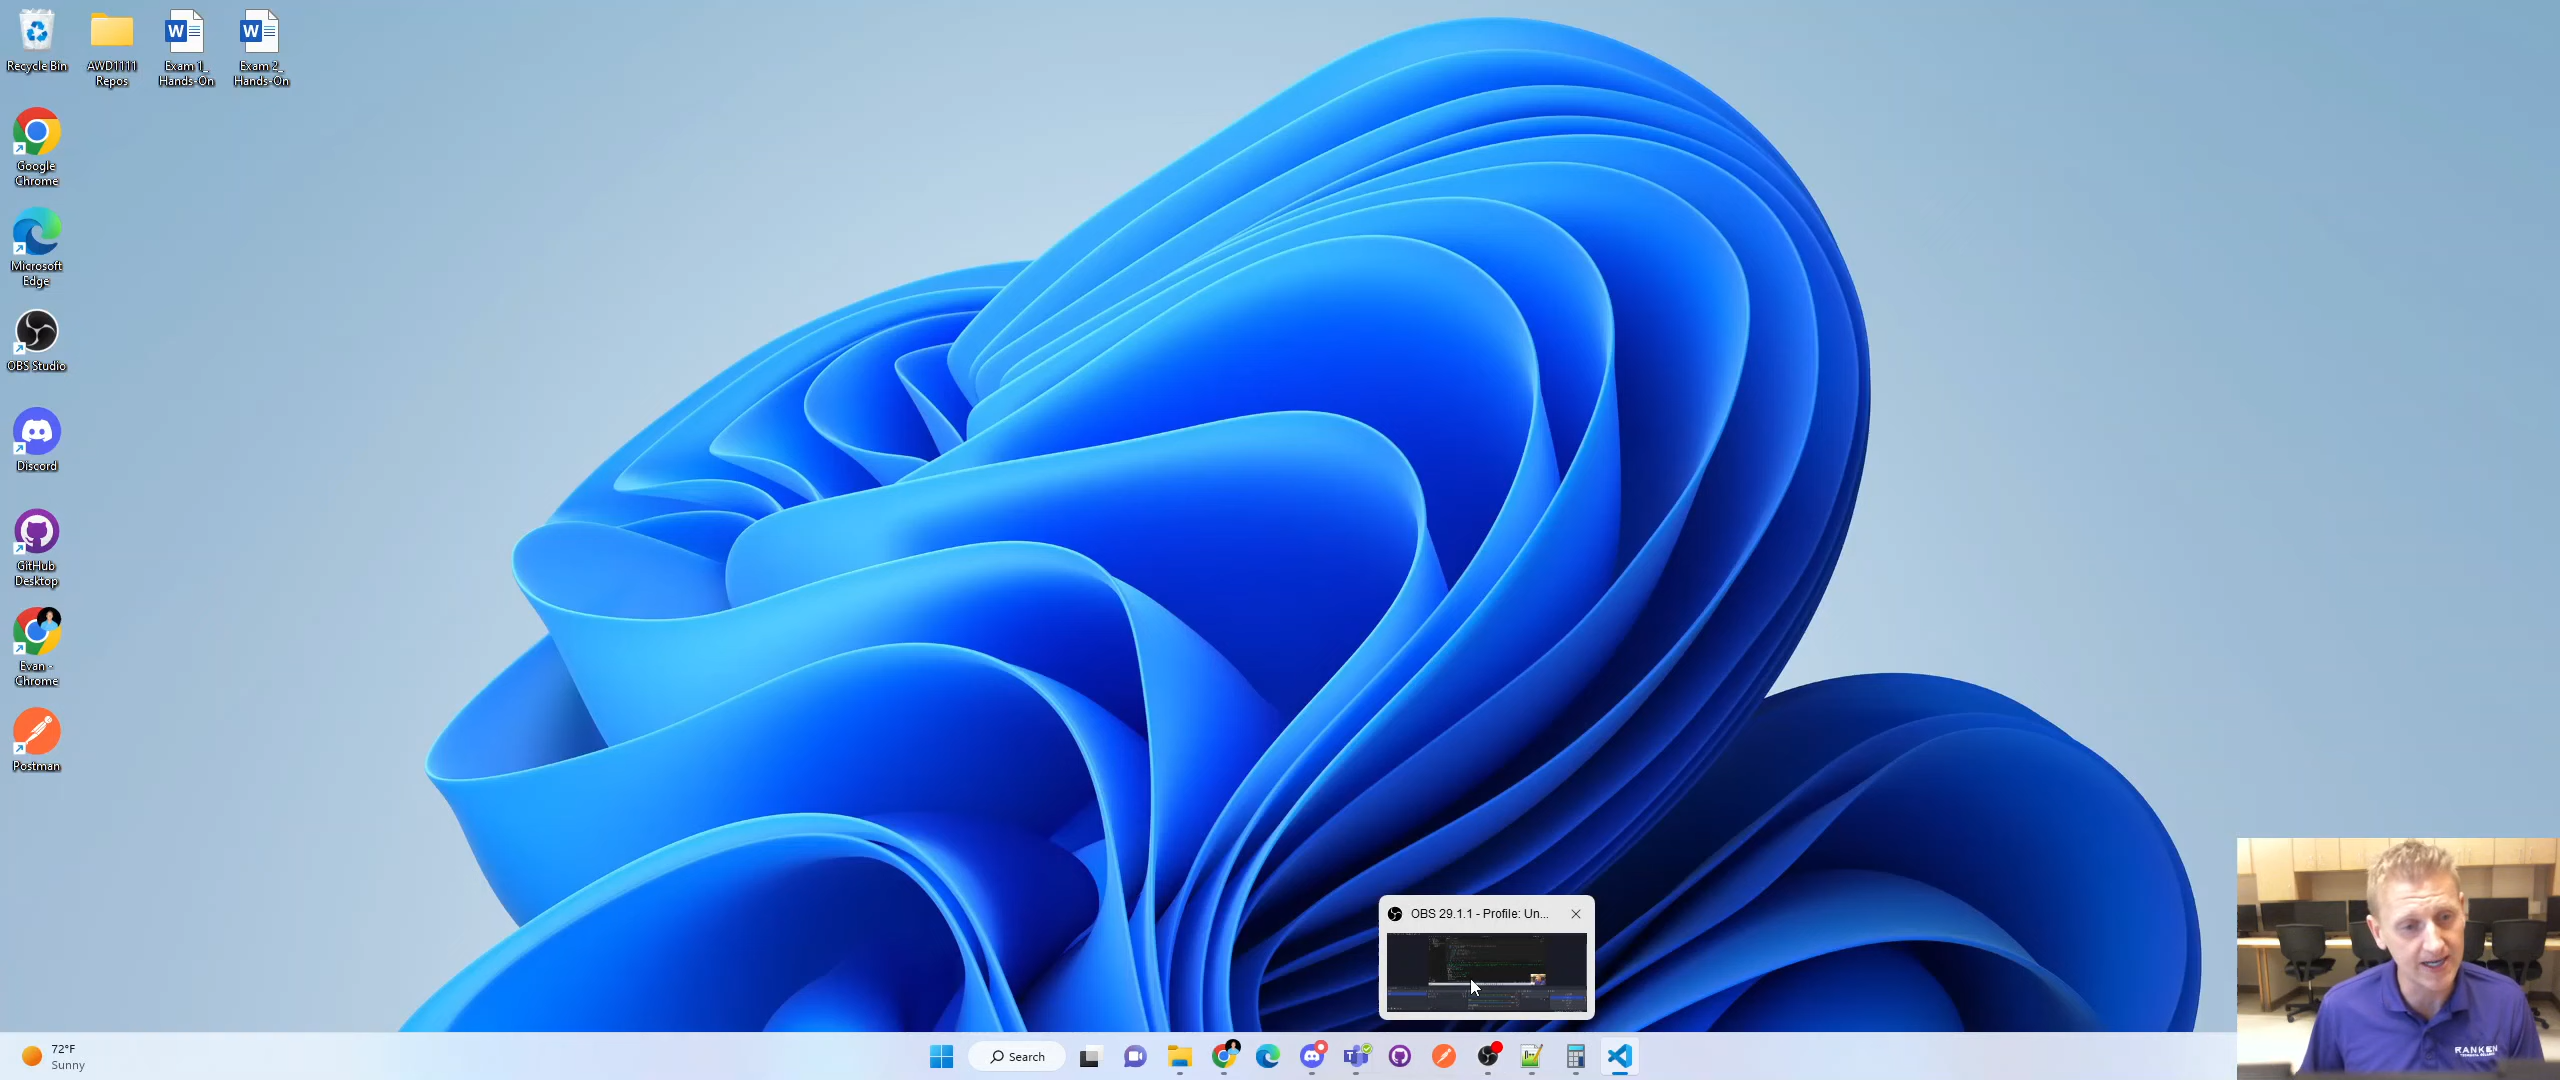 Recycle Bin
AWD1111
Repos
Exam 1_
Hands-On
Exam 2_
Hands-On
Google
Chrome
Microsoft
Edge
OBS Studio
Discord
GitHub
Desktop
Evan -
Chrome
Postman
OBS 29.1.1 - Profile: Un...
72°F
Sunny
Search
RANKEN